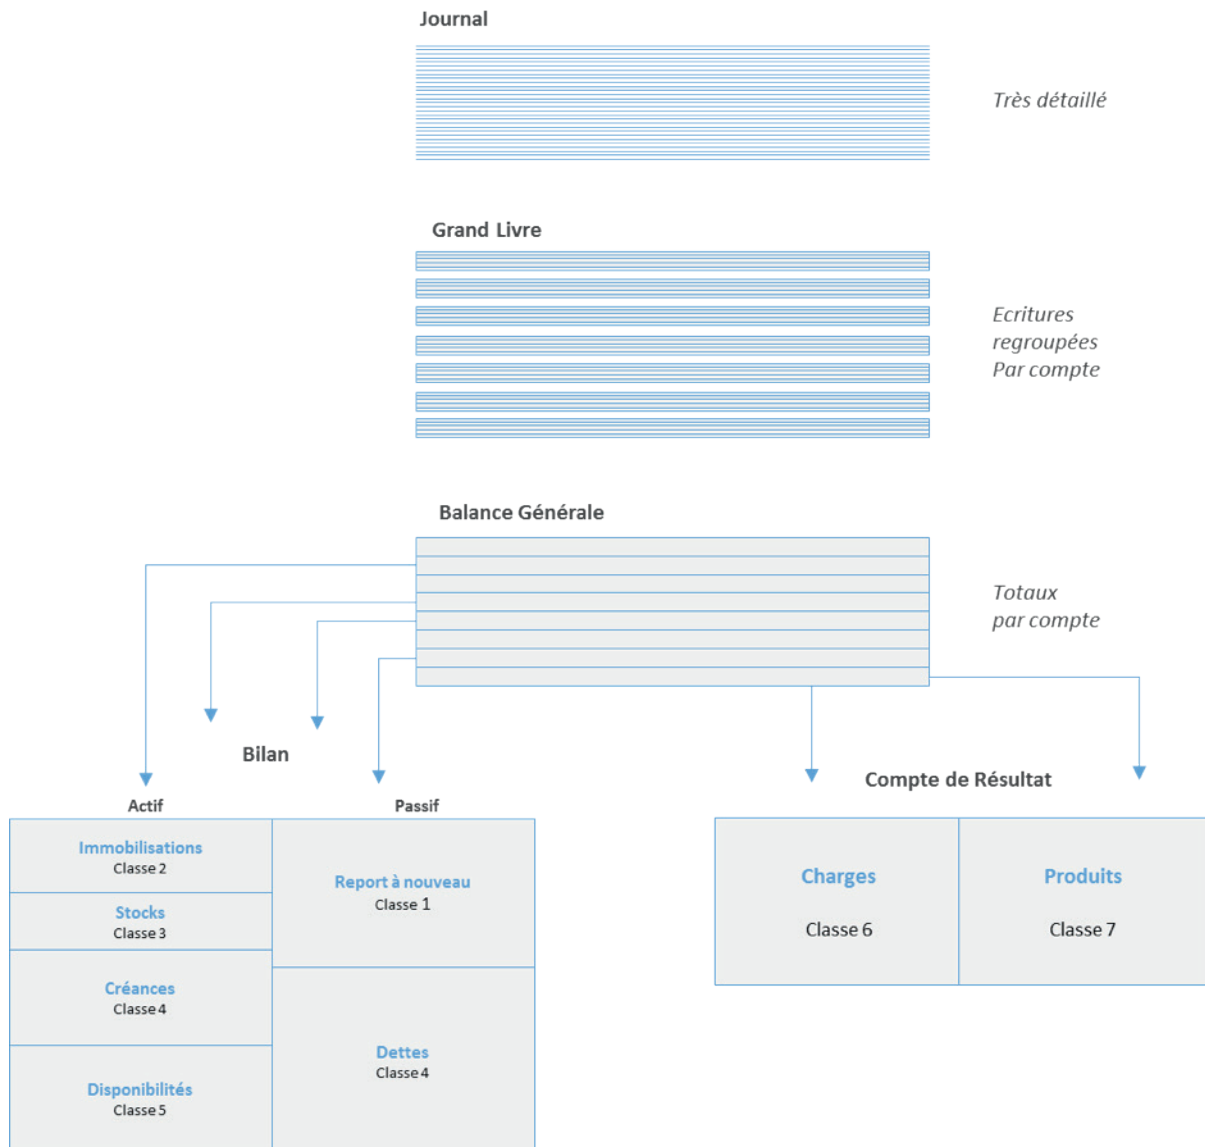 Journal
Très détaillé
Grand Livre
Ecritures
regroupées
Par compte
Balance Générale
Totaux
par compte
Bilan
Compte de Résultat
Actif
Passif
Immobilisations
Classe 2
Stocks
Classe 3
Créances
Classe 4
Disponibilités
Classe 5
Report à nouveau
Classe 1
Dettes
Classe 4
Charges
Classe 6
Produits
Classe 7